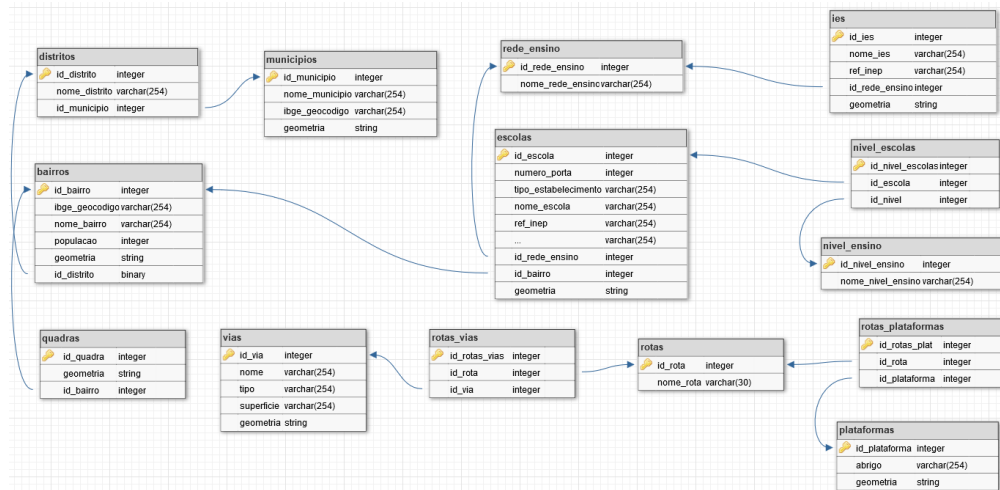 distritos
id_distrito integer
nome_distrito varchar(254)
id_municipio integer
municipios
id_municipio integer
nome_municipio varchar(254)
ibge_geocodigo varchar(254)
geometria string
rede_ensino
id_rede_ensino integer
nome_rede_ensinc varchar(254)
ies
id_ies integer
nome_ies varchar(254)
ref_inep varchar(254)
id_rede_ensino integer
geometria string
bairros
id_bairro integer
ibge_geocodigo varchar(254)
nome_bairro varchar(254)
populacao integer
geometria string
id_distrito binary
escolas
id_escola integer
numero_porta integer
tipo_estabelecimento varchar(254)
nome_escola varchar(254)
ref_inep varchar(254)
... varchar(254)
id_rede_ensino integer
id_bairro integer
geometria string
nivel_escolas
id_nivel_escolas integer
id_escola integer
id_nivel integer
nivel_ensino
id_nivel_ensino integer
nome_nivel_ensino varchar(254)
quadras
id_quadra integer
geometria string
id_bairro integer
vias
id_via integer
nome varchar(254)
tipo varchar(254)
superficie varchar(254)
geometria string
rotas_vias
id_rotas_vias integer
id_rota integer
id_via integer
rotas
id_rota integer
nome_rota varchar(30)
rotas_plataformas
id_rotas_plat integer
id_rota integer
id_plataforma integer
plataformas
id_plataforma integer
abrigo varchar(254)
geometria string